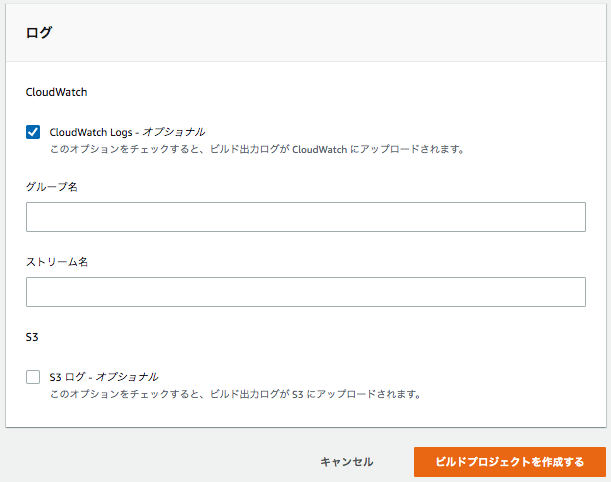 ログ
CloudWatch
CloudWatch Logs - オプショナル
このオプションをチェックすると、ビルド出力ログが CloudWatch にアップロードされます。
グループ名
ストリーム名
S3
S3 ログ - オプショナル
このオプションをチェックすると、ビルド出力ログが S3 にアップロードされます。
キャンセル
ビルドプロジェクトを作成する